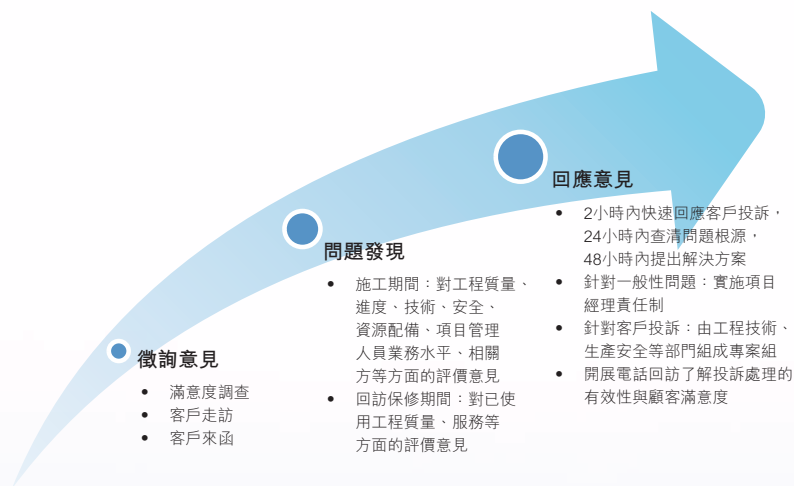 徵詢意見
• 滿意度調查
• 客戶走訪
• 客戶來函
問題發現
• 施工期間：對工程質量、
進度、技術、安全、
資源配備、項目管理
人員業務水平、相關
方等方面的評價意見
• 回訪保修期間：對已使
用工程質量、服務等
方面的評價意見
回應意見
• 2小時內快速回應客戶投訴，
24小時內查清問題根源，
48小時內提出解決方案
• 針對一般性問題：實施項目
經理責任制
• 針對客戶投訴：由工程技術、
生產安全等部門組成專案組
• 開展電話回訪了解投訴處理的
有效性與顧客滿意度